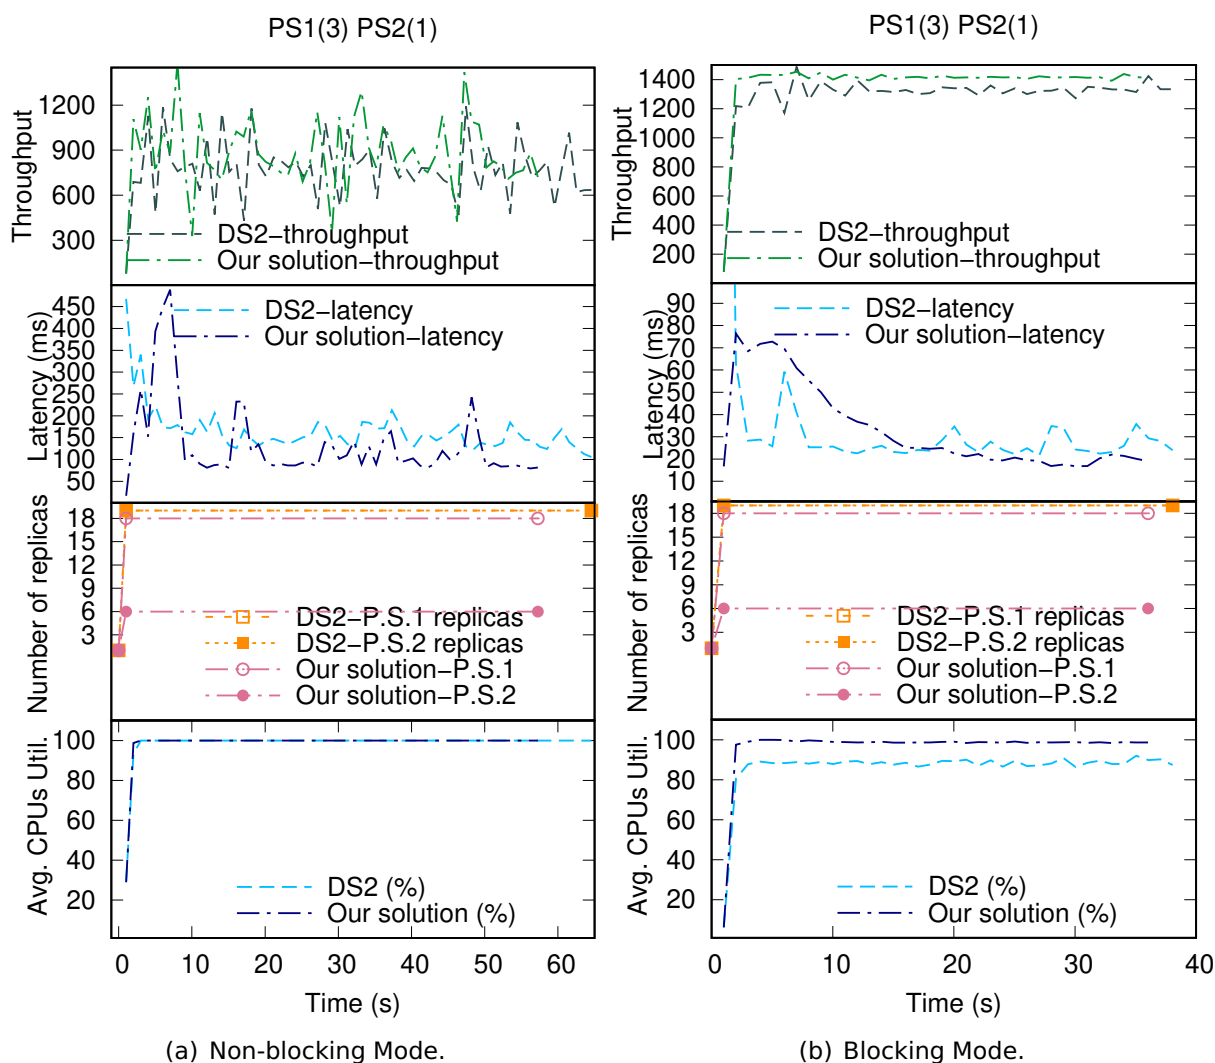 PS1(3) PS2(1)
Throughput
1200
900
600
300
DS2−throughput
Our solution−throughput
Latency (ms)
450
400
350
300
250
200
150
100
50
DS2−latency
Our solution−latency
Number of replicas
18
15
12
9
6
3
DS2−P.S.1 replicas
DS2−P.S.2 replicas
Our solution−P.S.1
Our solution−P.S.2
Avg. CPUs Util.
100
80
60
40
20
DS2 (%)
Our solution (%)
0 10 20 30 40 50 60
Time (s)
(a) Non-blocking Mode.
PS1(3) PS2(1)
Throughput
1400
1200
1000
800
600
400
200
DS2−throughput
Our solution−throughput
Latency (ms)
90
80
70
60
50
40
30
20
10
DS2−latency
Our solution−latency
Number of replicas
18
15
12
9
6
3
DS2−P.S.1 replicas
DS2−P.S.2 replicas
Our solution−P.S.1
Our solution−P.S.2
Avg. CPUs Util.
100
80
60
40
20
DS2 (%)
Our solution (%)
0 10 20 30 40
Time (s)
(b) Blocking Mode.